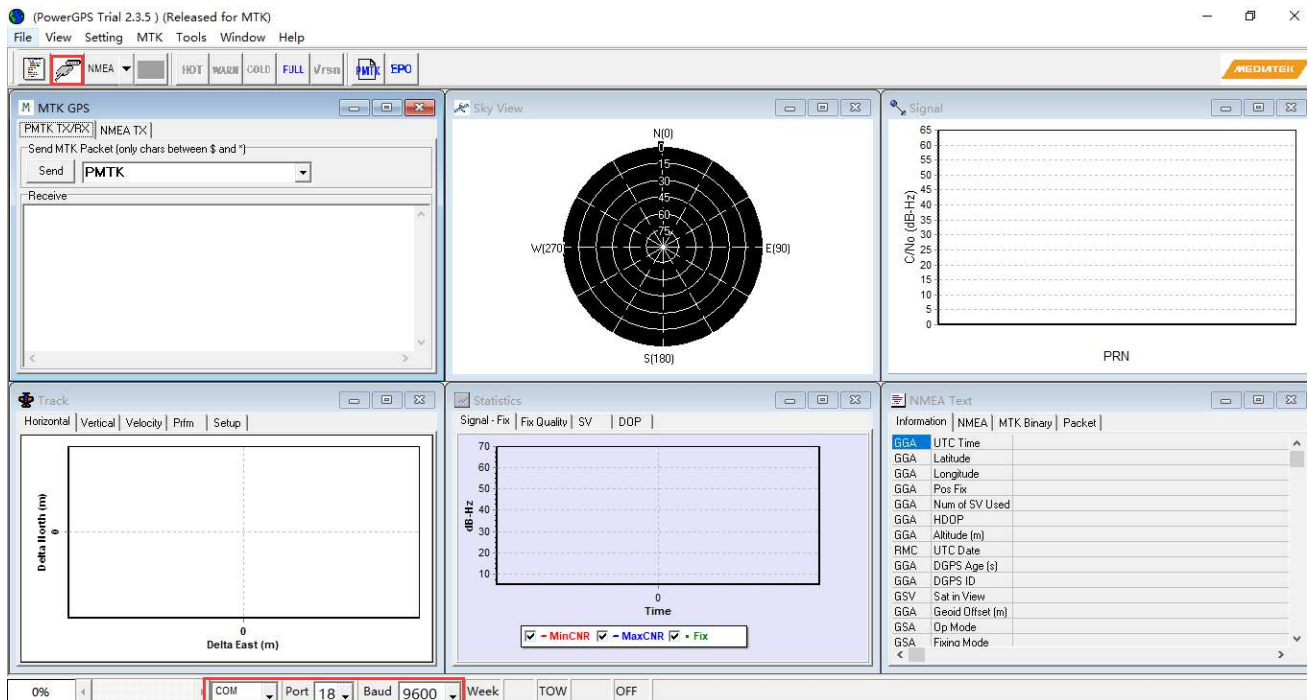 (PowerGPS Trial 2.3.5 ) (Released for MTK)
File View Setting MTK Tools Window Help
NMEA HOT WARM COLD FULL Vrsn PMTK EPO MEDIATEK
MTK GPS
PMTK TX/RX NMEA TX
Send MTK Packet (only chars between $ and *)
Send PMTK
Receive
Sky View
N(0)
0
15
30
45
60
75
W(270) E(90)
S(180)
Signal
65
60
55
50
45
40
35
30
25
20
15
10
5
0
C/No (dB-Hz)
PRN
Track
Horizontal Vertical Velocity Prfm Setup
Delta North (m)
0
0
Delta East (m)
Statistics
Signal - Fix Fix Quality SV DOP
70
60
50
40
30
20
10
dB-Hz
0
Time
MinCNR MaxCNR Fix
NMEA Text
Information NMEA MTK Binary Packet
GGA UTC Time
GGA Latitude
GGA Longitude
GGA Pos Fix
GGA Num of SV Used
GGA HDOP
GGA Altitude (m)
RMC UTC Date
GGA DGPS Age (s)
GGA DGPS ID
GSV Sat in View
GGA Geoid Offset (m)
GSA Op Mode
GSA Fixing Mode
0% COM Port 18 Baud 9600 Week TOW OFF